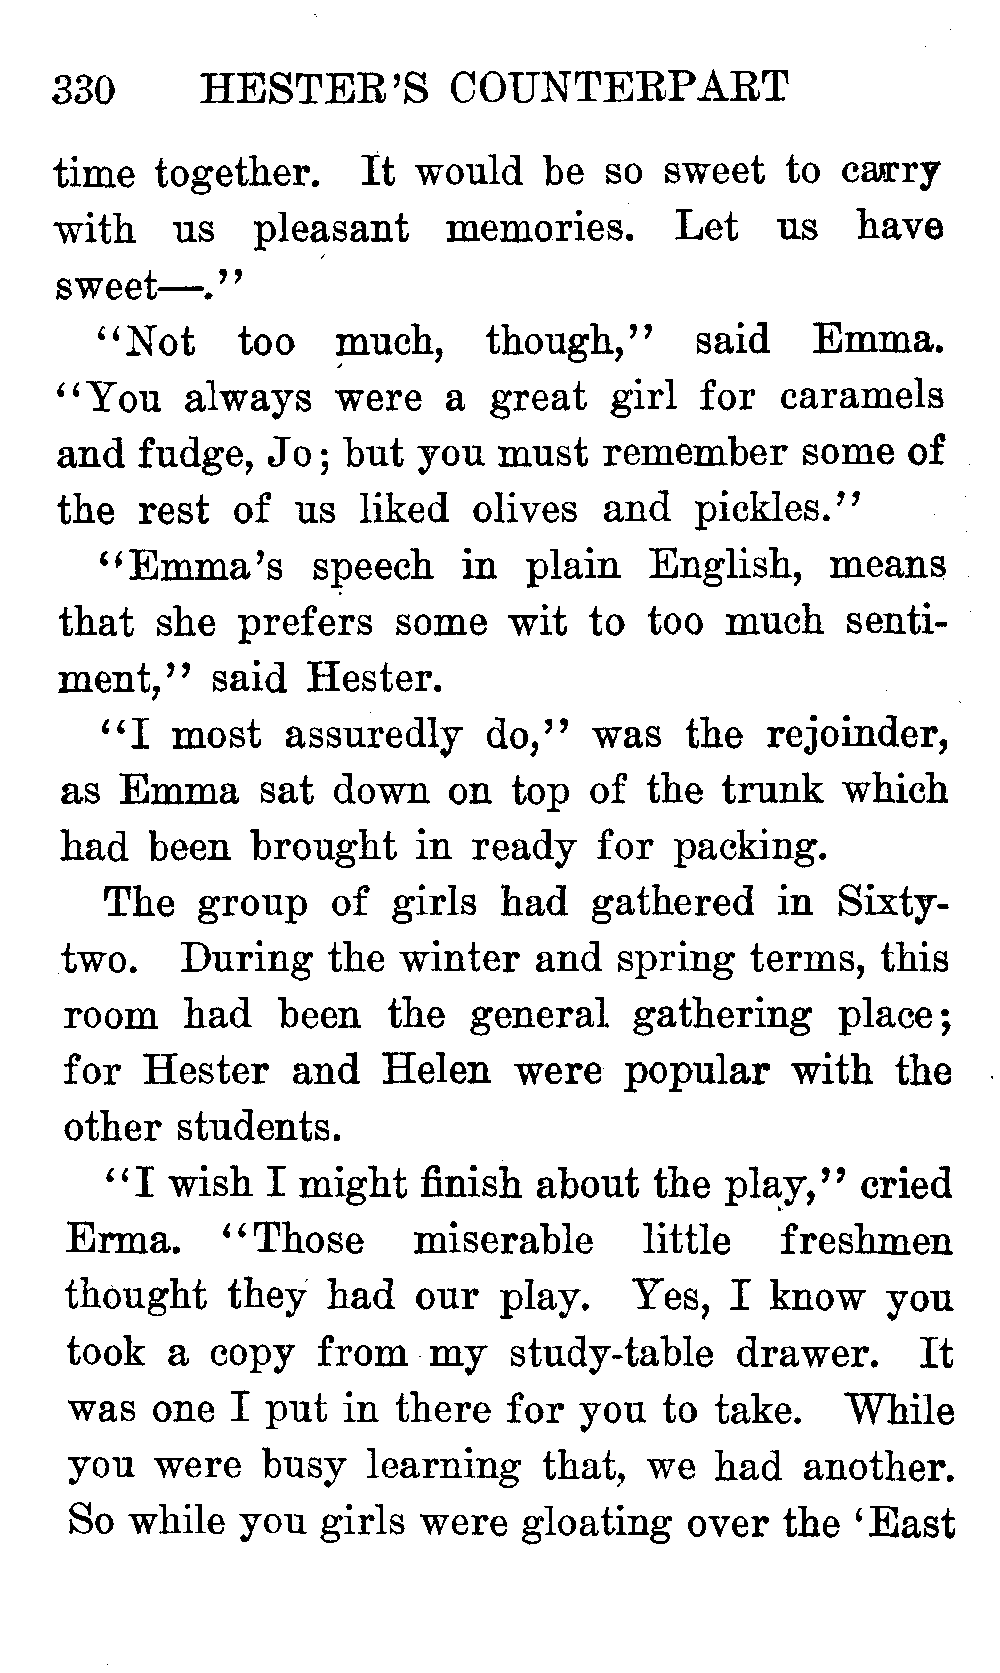 330 HESTER'S COUNTERPART
time together. It would be so sweet to carry
with us pleasant memories. Let us have
sweet—."
"Not too much, though," said Emma.
"You always were a great girl for caramels
and fudge, Jo; but you must remember some of
the rest of us liked olives and pickles."
"Emma's speech in plain English, means
that she prefers some wit to too much senti-
ment," said Hester.
"I most assuredly do," was the rejoinder,
as Emma sat down on top of the trunk which
had been brought in ready for packing.
The group of girls had gathered in Sixty-
two. During the winter and spring terms, this
room had been the general gathering place;
for Hester and Helen were popular with the
other students.
"I wish I might finish about the play," cried
Erma. "Those miserable little freshmen
thought they had our play. Yes, I know you
took a copy from my study-table drawer. It
was one I put in there for you to take. While
you were busy learning that, we had another.
So while you girls were gloating over the 'East